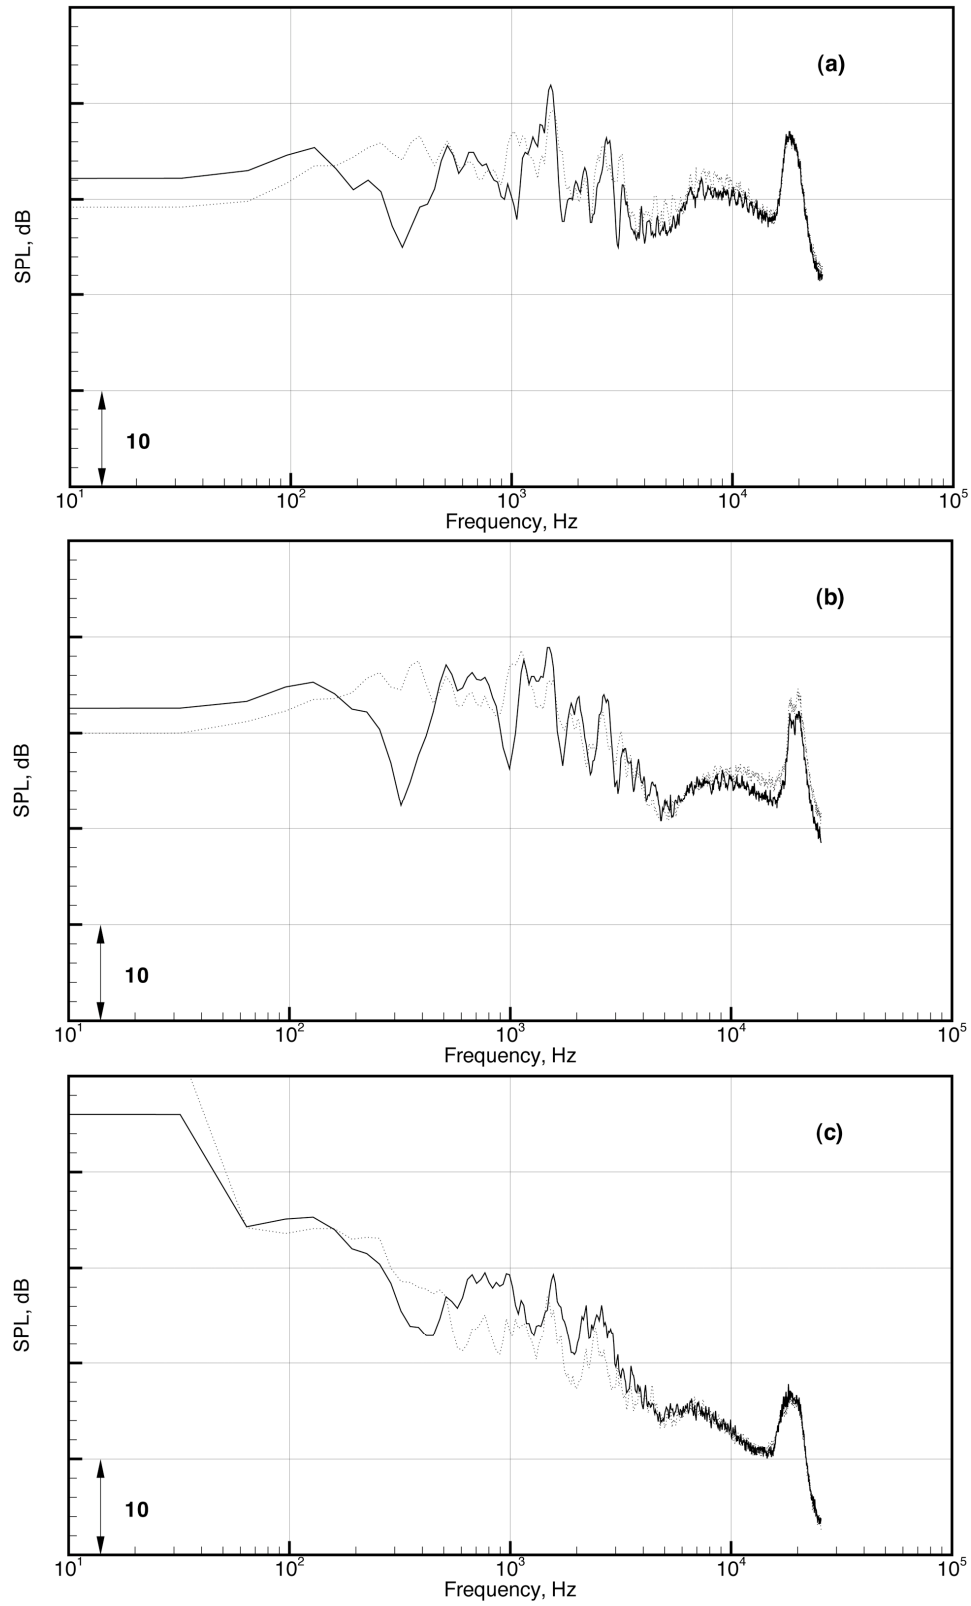 (a)
SPL, dB
10
10¹ 10² 10³ 10⁴ 10⁵
Frequency, Hz
(b)
SPL, dB
10
10¹ 10² 10³ 10⁴ 10⁵
Frequency, Hz
(c)
SPL, dB
10
10¹ 10² 10³ 10⁴ 10⁵
Frequency, Hz